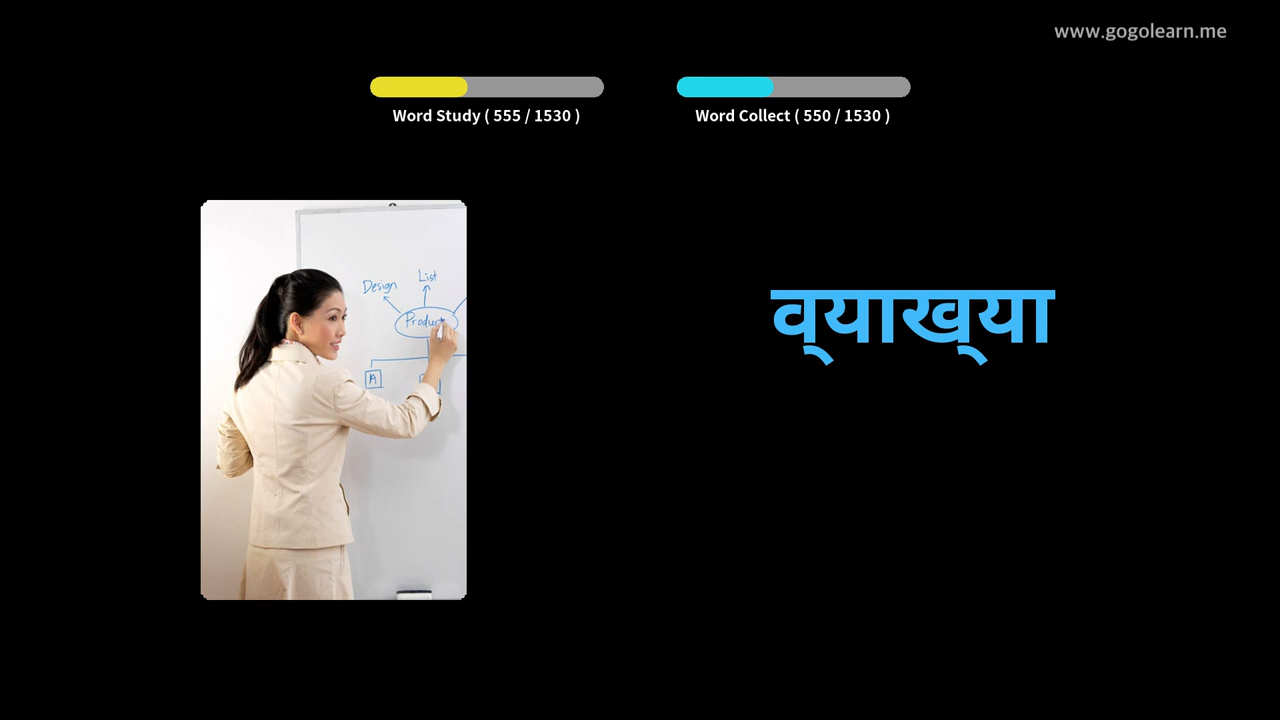 www.gogolearn.me
Word Study ( 555 / 1530 )
Word Collect ( 550 / 1530 )
व्याख्या
Design
List
Product
A